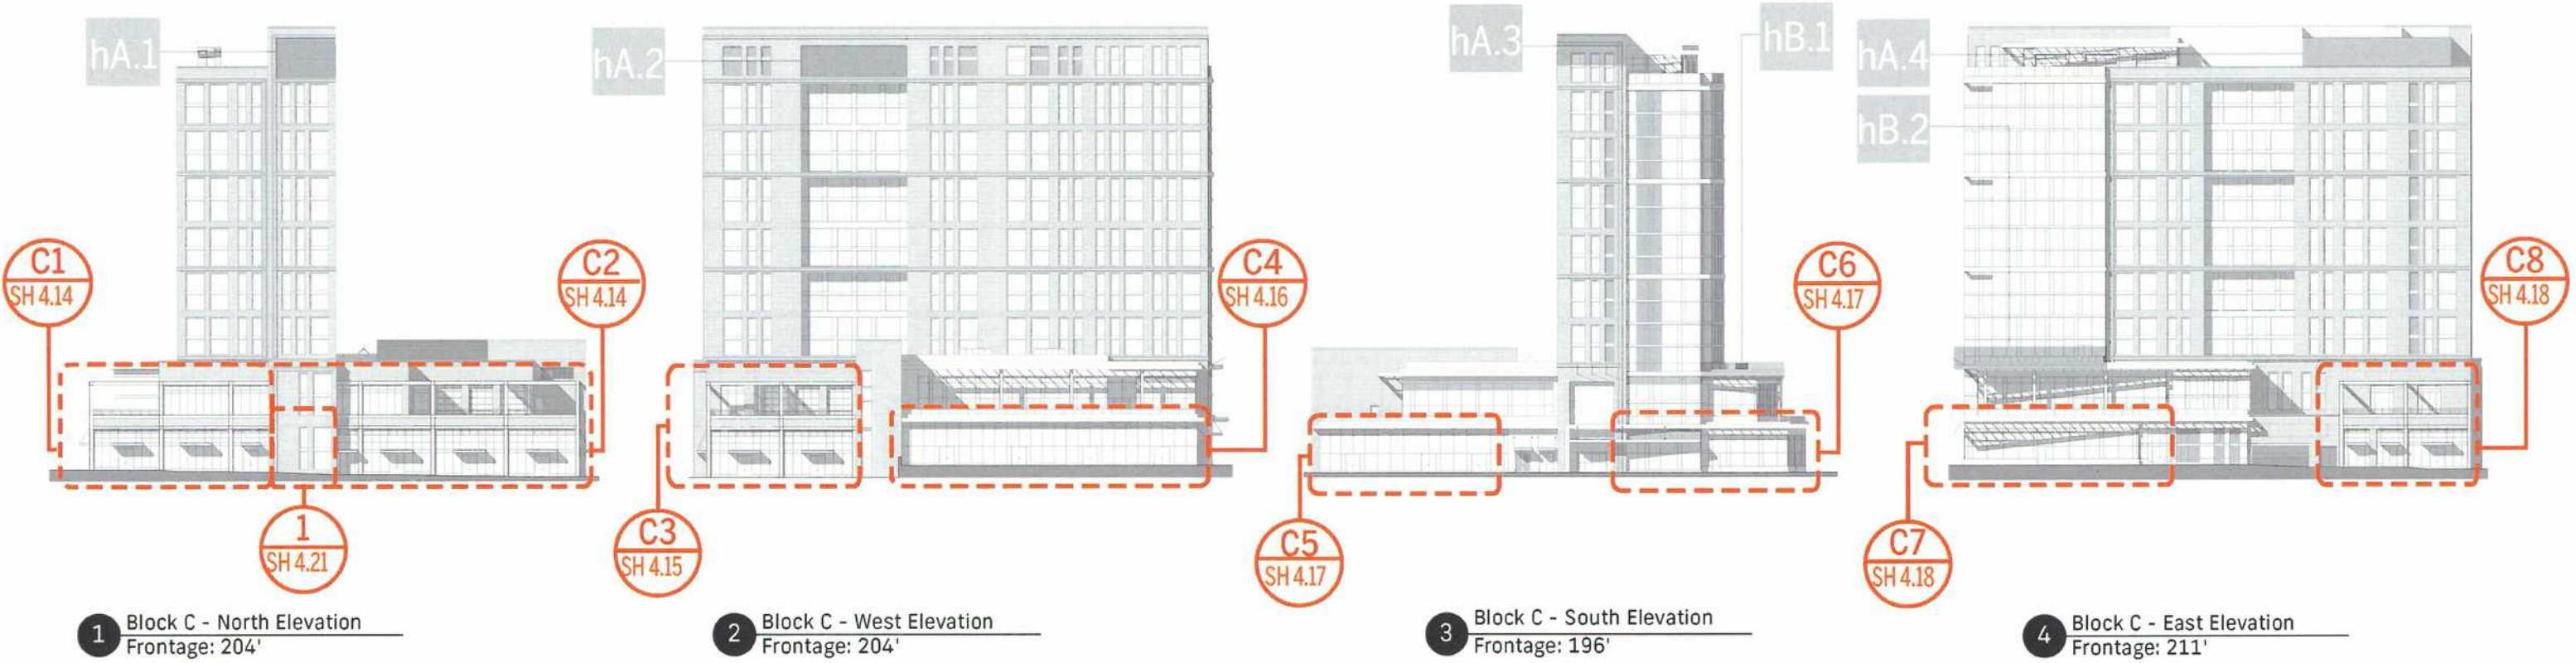 hA.1
hA.2
hA.3
hB.1
hA.4
hB.2
C1
SH 4.14
C2
SH 4.14
C4
SH 4.16
C6
SH 4.17
C8
SH 4.18
1
SH 4.21
C3
SH 4.15
C5
SH 4.17
C7
SH 4.18
1 Block C - North Elevation
Frontage: 204'
2 Block C - West Elevation
Frontage: 204'
3 Block C - South Elevation
Frontage: 196'
4 Block C - East Elevation
Frontage: 211'